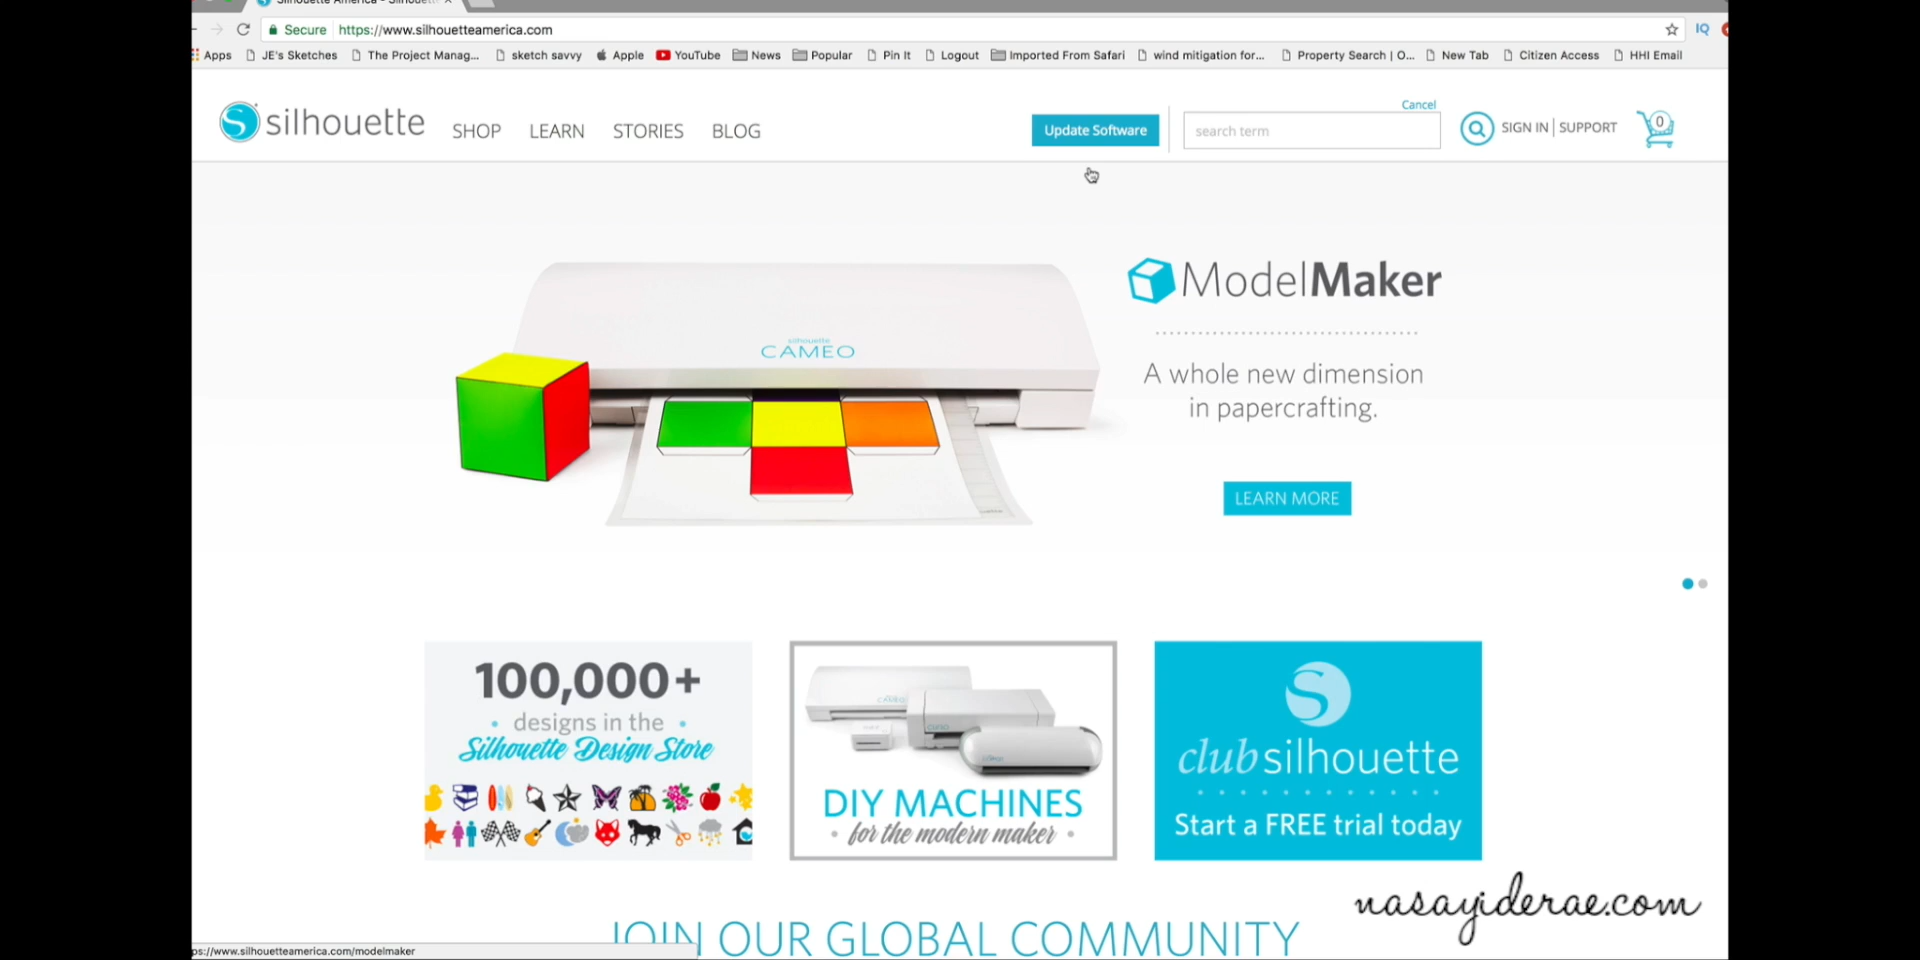 Silhouette America - Silhouette
Secure https://www.silhouetteamerica.com
Apps JE's Sketches The Project Manag... sketch savvy Apple YouTube News Popular Pin It Logout Imported From Safari wind mitigation for... Property Search | O... New Tab Citizen Access HHI Email
silhouette SHOP LEARN STORIES BLOG
Update Software
search term
Cancel
SIGN IN | SUPPORT
0
silhouette
CAMEO
ModelMaker
A whole new dimension
in papercrafting.
LEARN MORE
100,000+
• designs in the •
Silhouette Design Store
CAMEO
DIY MACHINES
• for the modern maker •
club silhouette
Start a FREE trial today
nasayiderae.com
JOIN OUR GLOBAL COMMUNITY
ps://www.silhouetteamerica.com/modelmaker